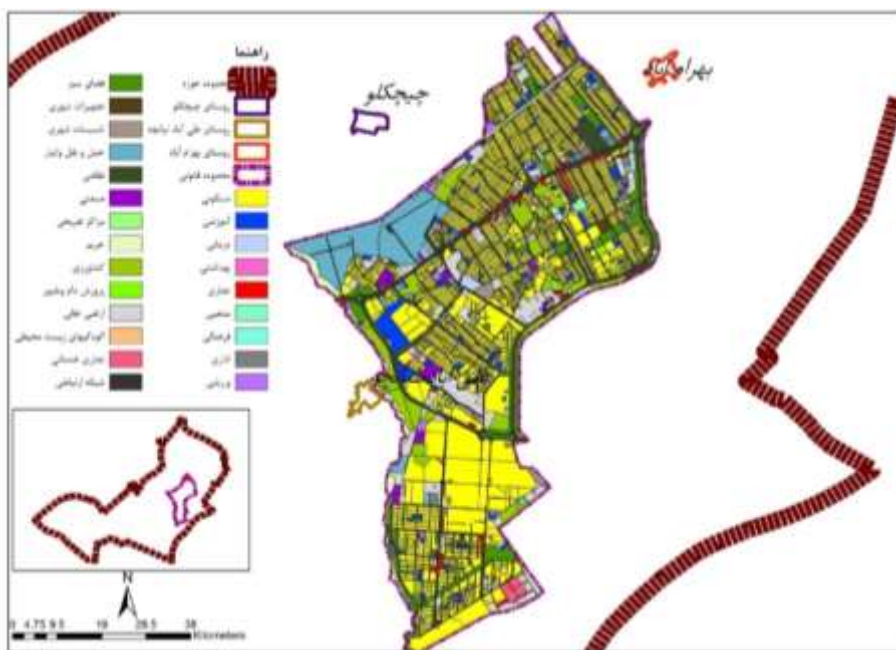 راهنما
محدوده حوزه
روستای چیچکلو
روستای علی آباد تپانچه
روستای بهرام آباد
محدوده قانونی
مسکونی
آموزشی
درمانی
بهداشتی
تجاری
مذهبی
فرهنگی
اداری
ورزشی
فضای سبز
تجهیزات شهری
تاسیسات شهری
حمل و نقل وانبار
نظامی
صنعتی
مراکز تفریحی
حریم
کشاورزی
پرورش دام وطیور
اراضی خالی
آلودگیهای زیست محیطی
تجاری خدماتی
شبکه ارتباطی
چیچکلو
بهرام آباد
N
0 4.75 9.5 19 28.5 38
Kilometers